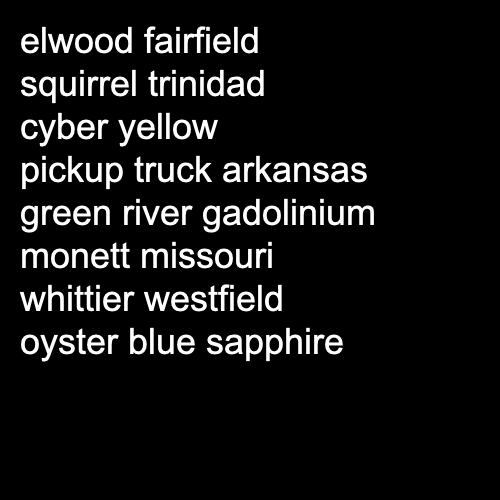 elwood fairfield
squirrel trinidad
cyber yellow
pickup truck arkansas
green river gadolinium
monett missouri
whittier westfield
oyster blue sapphire